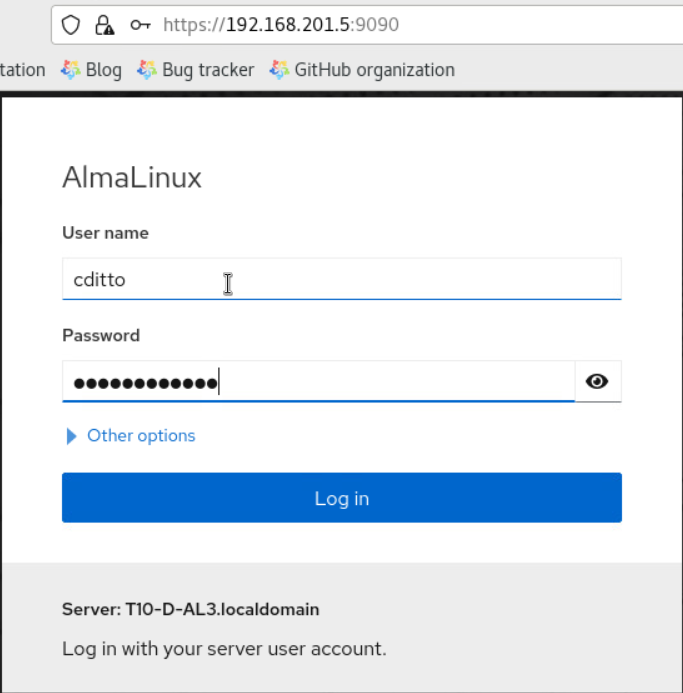 https://192.168.201.5:9090
tation Blog Bug tracker GitHub organization
AlmaLinux
User name
cditto
Password
●●●●●●●●●●●●
Other options
Log in
Server: T10-D-AL3.localdomain
Log in with your server user account.